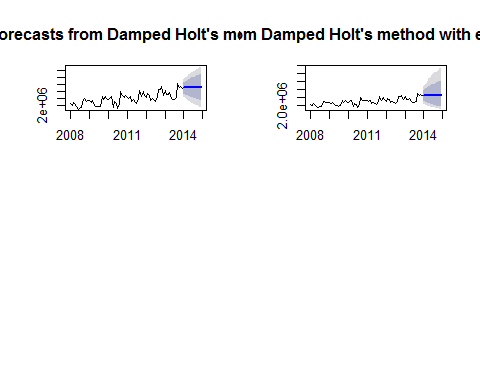 orecasts from Damped Holt's m
m Damped Holt's method with e
2e+06
2008 2011 2014
2.0e+06
2008 2011 2014